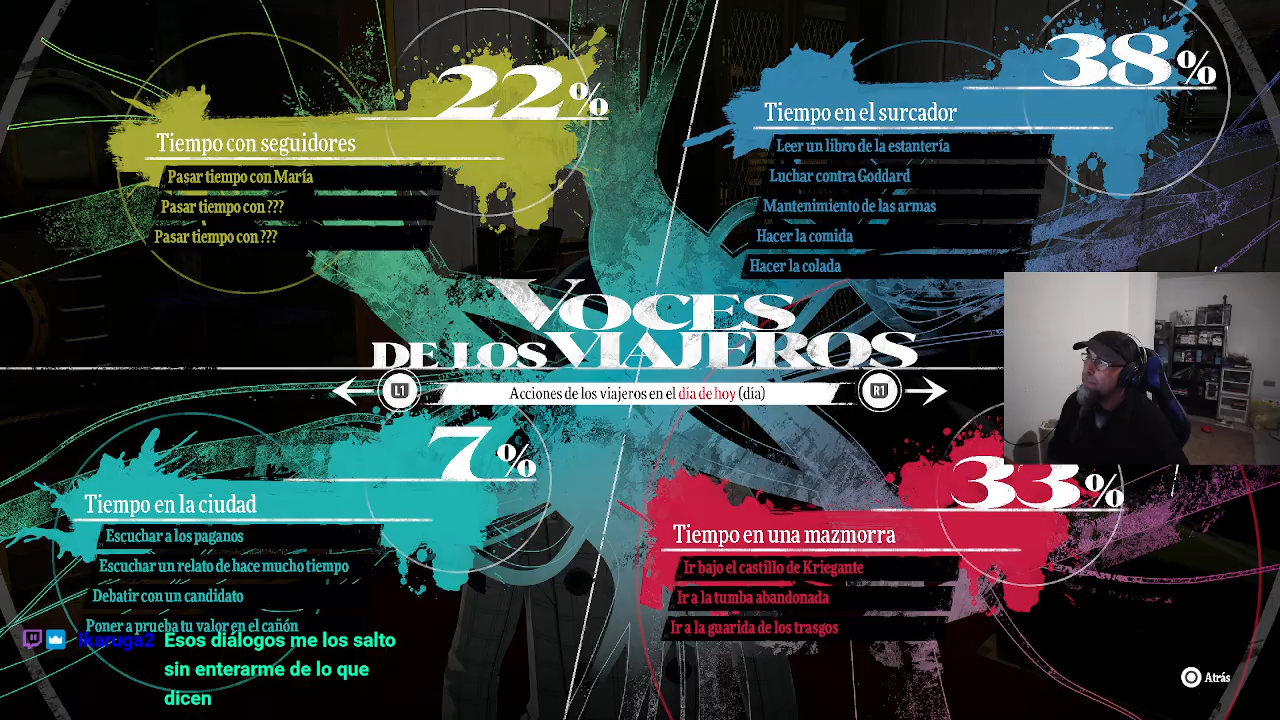 22%
Tiempo con seguidores
Pasar tiempo con María
Pasar tiempo con ???
Pasar tiempo con ???
38%
Tiempo en el surcador
Leer un libro de la estantería
Luchar contra Goddard
Mantenimiento de las armas
Hacer la comida
Hacer la colada
VOCES
DE LOS VIAJEROS
L1
Acciones de los viajeros en el día de hoy (día)
R1
7%
Tiempo en la ciudad
Escuchar a los paganos
Escuchar un relato de hace mucho tiempo
Debatir con un candidato
Poner a prueba tu valor en el cañón
33%
Tiempo en una mazmorra
Ir bajo el castillo de Kriegante
Ir a la tumba abandonada
Ir a la guarida de los trasgos
Ikaruga2 Esos diálogos me los salto
sin enterarme de lo que
dicen
Atrás